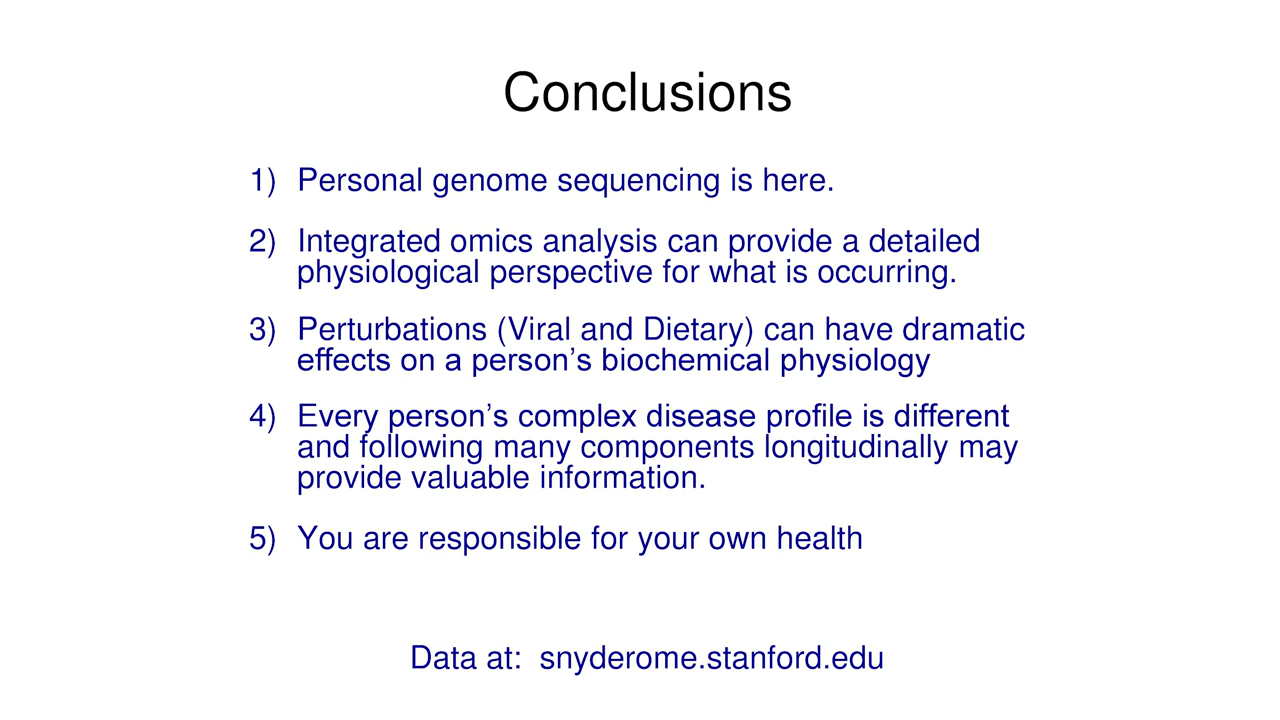 Conclusions
1) Personal genome sequencing is here.
2) Integrated omics analysis can provide a detailed
physiological perspective for what is occurring.
3) Perturbations (Viral and Dietary) can have dramatic
effects on a person’s biochemical physiology
4) Every person’s complex disease profile is different
and following many components longitudinally may
provide valuable information.
5) You are responsible for your own health
Data at: snyderome.stanford.edu